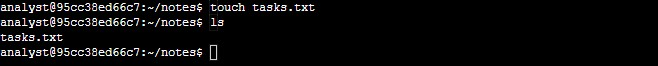 analyst@95cc38ed66c7:~/notes$ touch tasks.txt
analyst@95cc38ed66c7:~/notes$ ls
tasks.txt
analyst@95cc38ed66c7:~/notes$